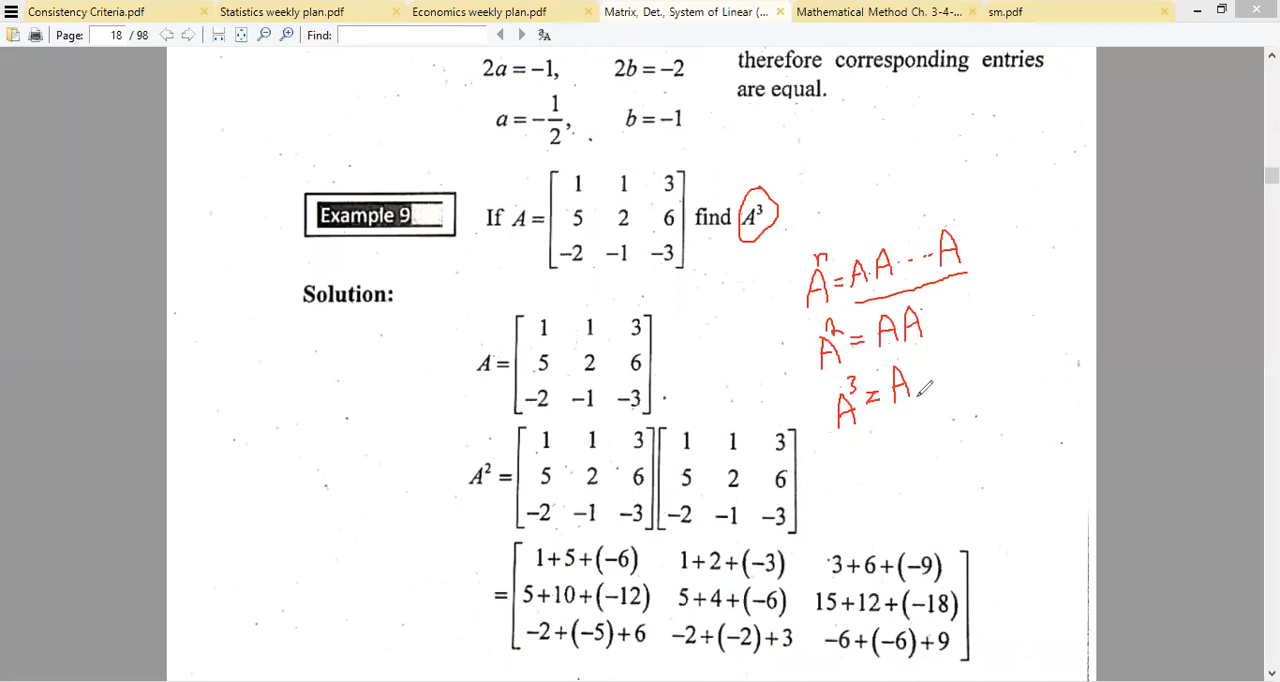 Consistency Criteria.pdf × Statistics weekly plan.pdf × Economics weekly plan.pdf × Matrix, Det., System of Linear (... × Mathematical Method Ch. 3-4-... × sm.pdf ×
Page: 18 / 98 Find:
2a = −1, 2b = −2 therefore corresponding entries
are equal.
a = −1/2, b = −1
Example 9 If A = [1 1 3; 5 2 6; −2 −1 −3] find A³
Aⁿ = A.A....A
Solution:
A² = AA
A = [1 1 3; 5 2 6; −2 −1 −3]
A³ = A
A² = [1 1 3; 5 2 6; −2 −1 −3] [1 1 3; 5 2 6; −2 −1 −3]
= [1+5+(−6) 1+2+(−3) 3+6+(−9)
5+10+(−12) 5+4+(−6) 15+12+(−18)
−2+(−5)+6 −2+(−2)+3 −6+(−6)+9]